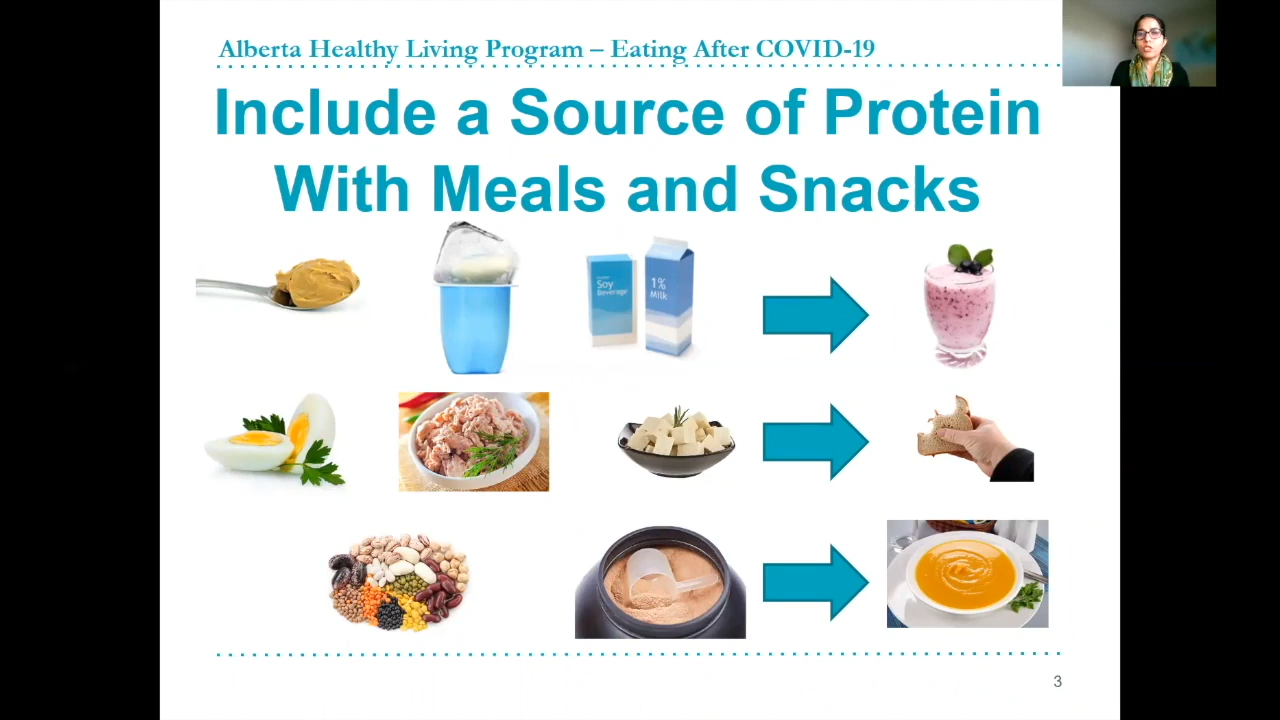 Alberta Healthy Living Program – Eating After COVID-19
Include a Source of Protein
With Meals and Snacks
Soy
Beverage
1%
Milk
3